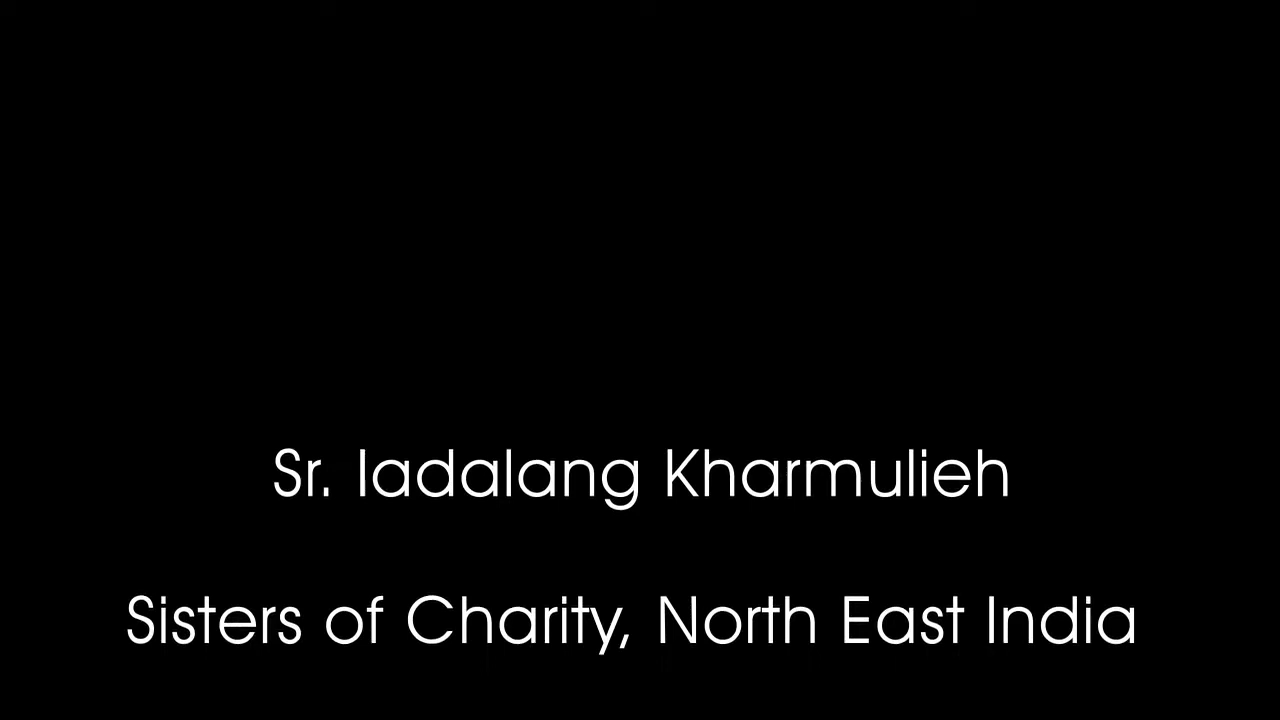 Sr. Iadalang Kharmulieh
Sisters of Charity, North East India